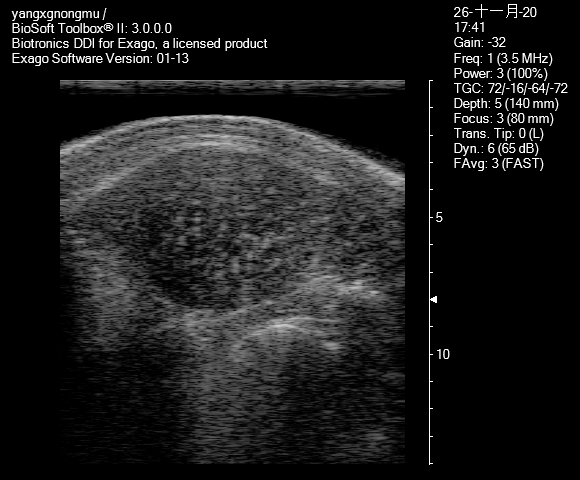 yangxgnongmu /
BioSoft Toolbox® II: 3.0.0.0
Biotronics DDI for Exago, a licensed product
Exago Software Version: 01-13
26-十一月-20
17:41
Gain: -32
Freq: 1 (3.5 MHz)
Power: 3 (100%)
TGC: 72/-16/-64/-72
Depth: 5 (140 mm)
Focus: 3 (80 mm)
Trans. Tip: 0 (L)
Dyn.: 6 (65 dB)
FAvg: 3 (FAST)
5
10